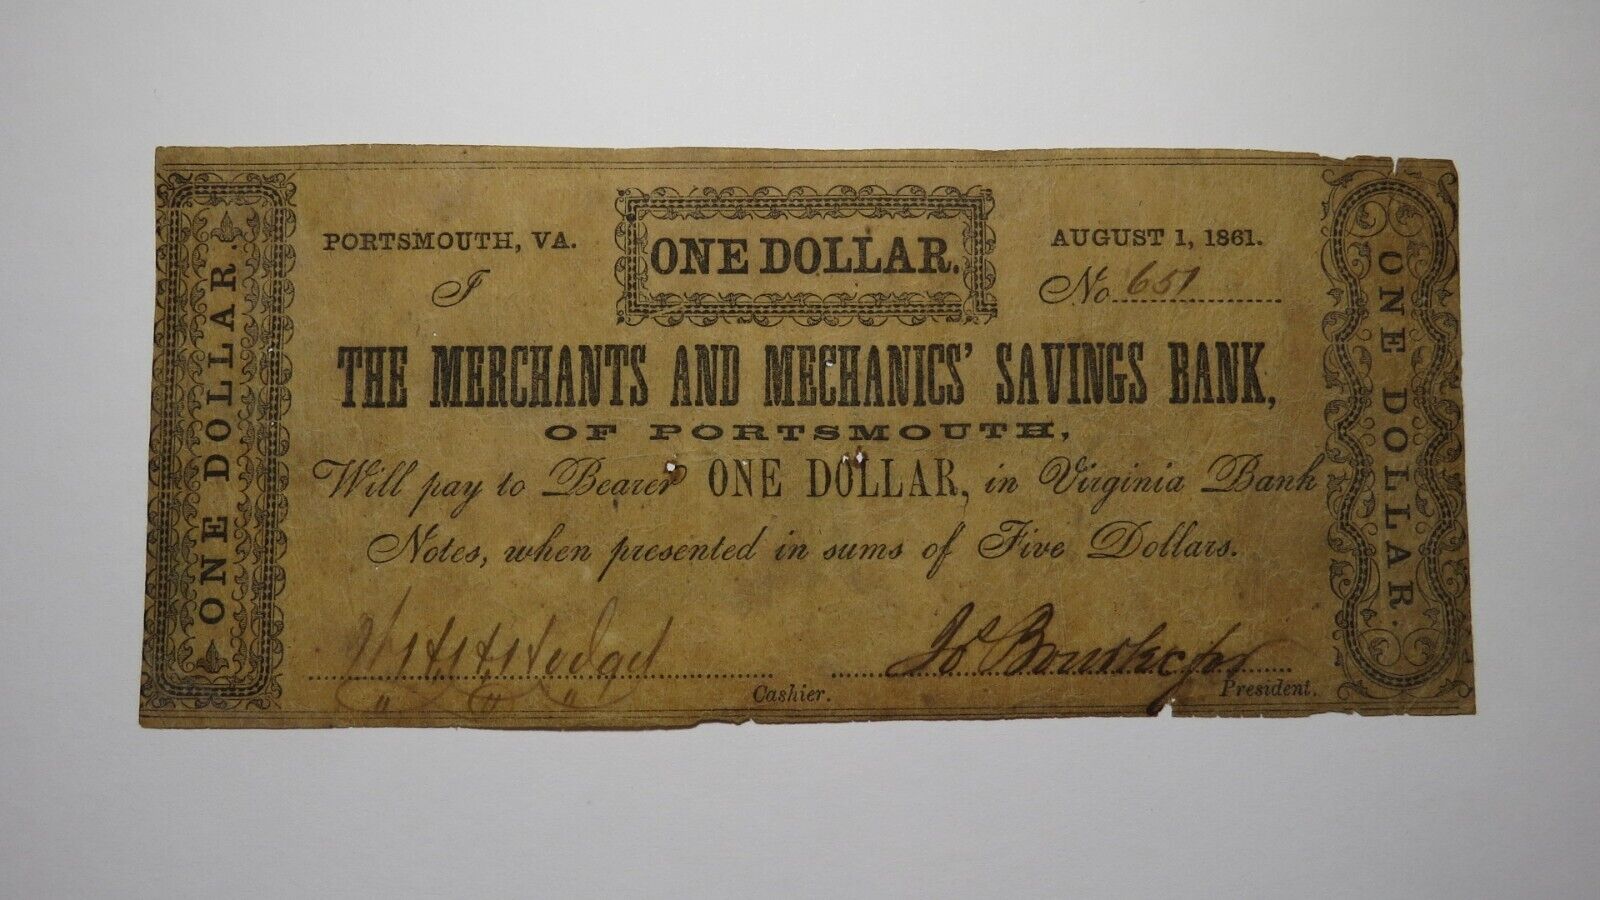 ONE DOLLAR.
PORTSMOUTH, VA.
I
ONE DOLLAR.
AUGUST 1, 1861.
No. 651
THE MERCHANTS AND MECHANICS' SAVINGS BANK,
OF PORTSMOUTH,
Will pay to Bearer ONE DOLLAR, in Virginia Bank
Notes, when presented in sums of Five Dollars.
Cashier.
President.
ONE DOLLAR.